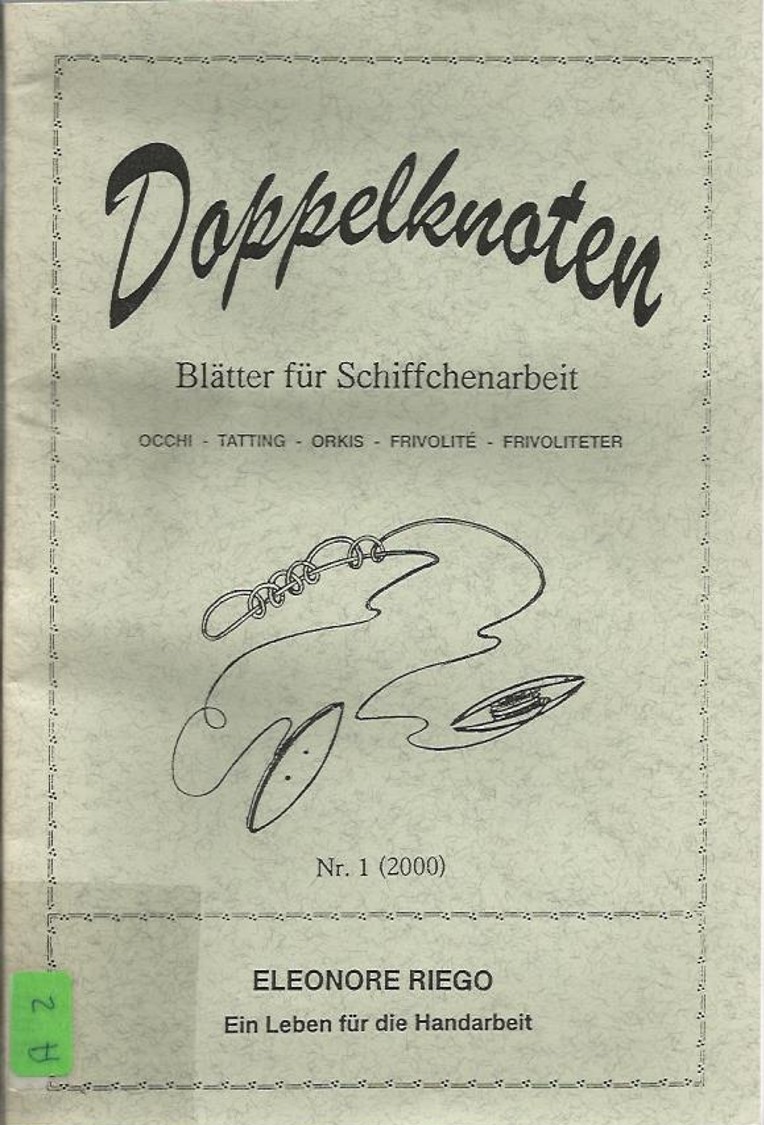 Doppelknoten
Blätter für Schiffchenarbeit
OCCHI - TATTING - ORKIS - FRIVOLITÉ - FRIVOLITETER
Nr. 1 (2000)
ELEONORE RIEGO
Ein Leben für die Handarbeit
A 2